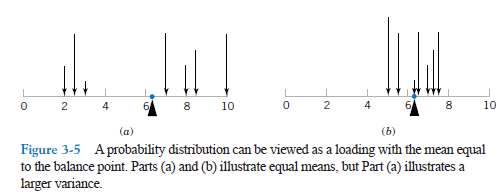 0 2 4 6 8 10 0 2 4 6 8 10
(a) (b)
Figure 3-5 A probability distribution can be viewed as a loading with the mean equal
to the balance point. Parts (a) and (b) illustrate equal means, but Part (a) illustrates a
larger variance.